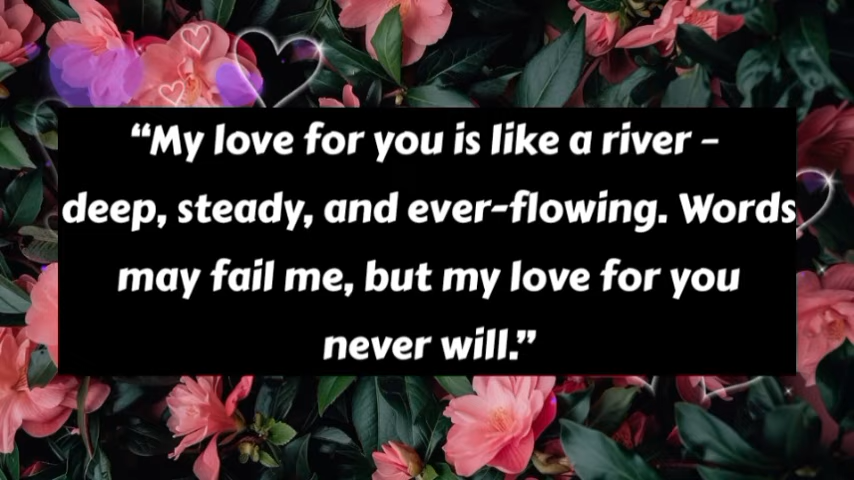 “My love for you is like a river –
deep, steady, and ever-flowing. Words
may fail me, but my love for you
never will.”